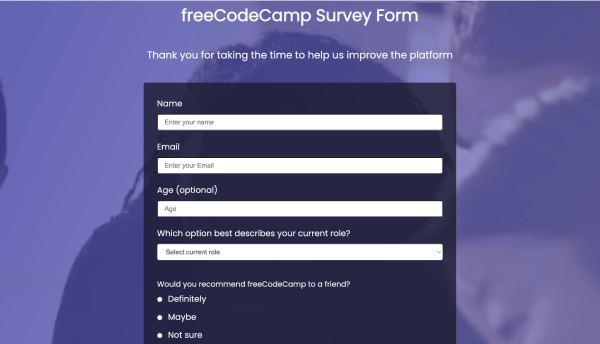 freeCodeCamp Survey Form
Thank you for taking the time to help us improve the platform
Name
Enter your name
Email
Enter your Email
Age (optional)
Age
Which option best describes your current role?
Select current role
Would you recommend freeCodeCamp to a friend?
Definitely
Maybe
Not sure